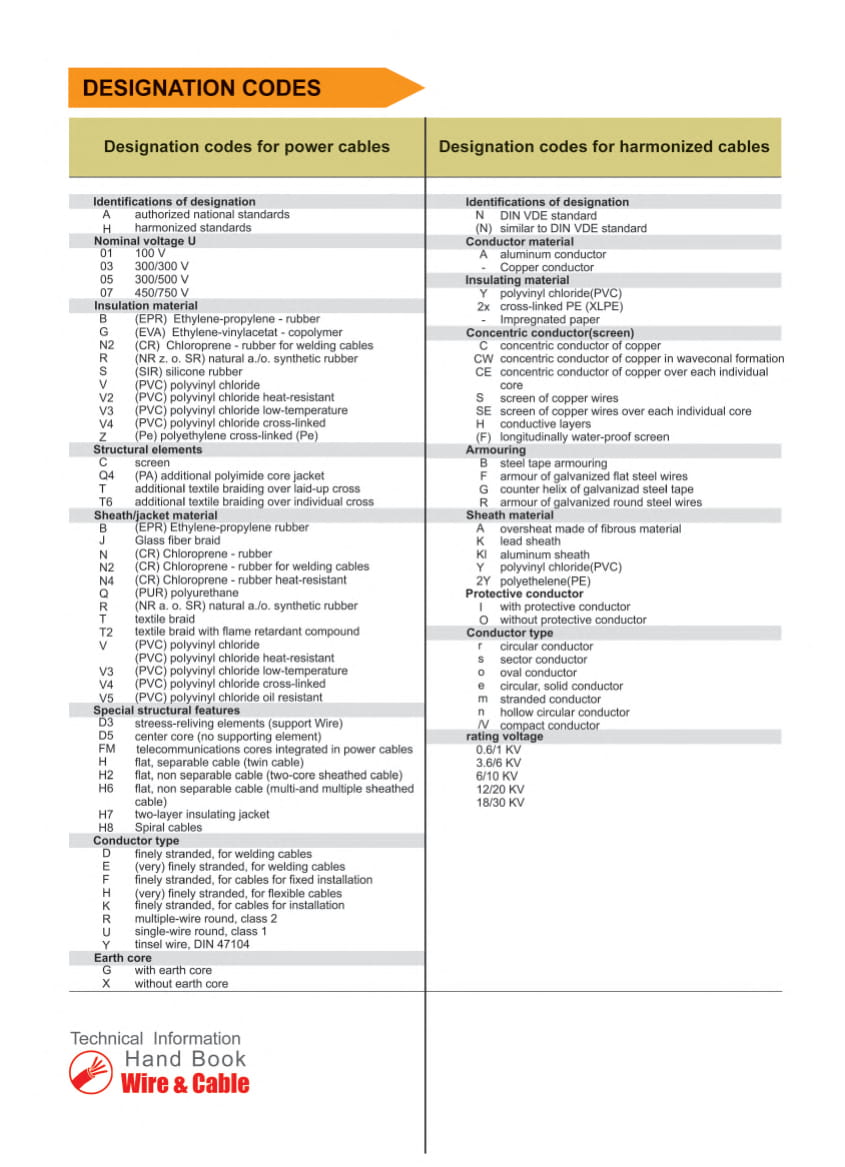 DESIGNATION CODES
Designation codes for power cables
Identifications of designation
A authorized national standards
H harmonized standards
Nominal voltage U
01 100 V
03 300/300 V
05 300/500 V
07 450/750 V
Insulation material
B (EPR) Ethylene-propylene - rubber
G (EVA) Ethylene-vinylacetat - copolymer
N2 (CR) Chloroprene - rubber for welding cables
R (NR z. o. SR) natural a./o. synthetic rubber
S (SIR) silicone rubber
V (PVC) polyvinyl chloride
V2 (PVC) polyvinyl chloride heat-resistant
V3 (PVC) polyvinyl chloride low-temperature
V4 (PVC) polyvinyl chloride cross-linked
Z (Pe) polyethylene cross-linked (Pe)
Structural elements
C screen
Q4 (PA) additional polyimide core jacket
T additional textile braiding over laid-up cross
T6 additional textile braiding over individual cross
Sheath/jacket material
B (EPR) Ethylene-propylene rubber
J Glass fiber braid
N (CR) Chloroprene - rubber
N2 (CR) Chloroprene - rubber for welding cables
N4 (CR) Chloroprene - rubber heat-resistant
Q (PUR) polyurethane
R (NR a. o. SR) natural a./o. synthetic rubber
T textile braid
T2 textile braid with flame retardant compound
V (PVC) polyvinyl chloride
(PVC) polyvinyl chloride heat-resistant
V3 (PVC) polyvinyl chloride low-temperature
V4 (PVC) polyvinyl chloride cross-linked
V5 (PVC) polyvinyl chloride oil resistant
Special structural features
D3 streess-reliving elements (support Wire)
D5 center core (no supporting element)
FM telecommunications cores integrated in power cables
H flat, separable cable (twin cable)
H2 flat, non separable cable (two-core sheathed cable)
H6 flat, non separable cable (multi-and multiple sheathed
cable)
H7 two-layer insulating jacket
H8 Spiral cables
Conductor type
D finely stranded, for welding cables
E (very) finely stranded, for welding cables
F finely stranded, for cables for fixed installation
H (very) finely stranded, for flexible cables
K finely stranded, for cables for installation
R multiple-wire round, class 2
U single-wire round, class 1
Y tinsel wire, DIN 47104
Earth core
G with earth core
X without earth core
Designation codes for harmonized cables
Identifications of designation
N DIN VDE standard
(N) similar to DIN VDE standard
Conductor material
A aluminum conductor
- Copper conductor
Insulating material
Y polyvinyl chloride(PVC)
2x cross-linked PE (XLPE)
- Impregnated paper
Concentric conductor(screen)
C concentric conductor of copper
CW concentric conductor of copper in waveconal formation
CE concentric conductor of copper over each individual
core
S screen of copper wires
SE screen of copper wires over each individual core
H conductive layers
(F) longitudinally water-proof screen
Armouring
B steel tape armouring
F armour of galvanized flat steel wires
G counter helix of galvanizad steel tape
R armour of galvanized round steel wires
Sheath material
A oversheat made of fibrous material
K lead sheath
Kl aluminum sheath
Y polyvinyl chloride(PVC)
2Y polyethelene(PE)
Protective conductor
I with protective conductor
O without protective conductor
Conductor type
r circular conductor
s sector conductor
o oval conductor
e circular, solid conductor
m stranded conductor
n hollow circular conductor
/V compact conductor
rating voltage
0.6/1 KV
3.6/6 KV
6/10 KV
12/20 KV
18/30 KV
Technical Information
Hand Book
Wire & Cable